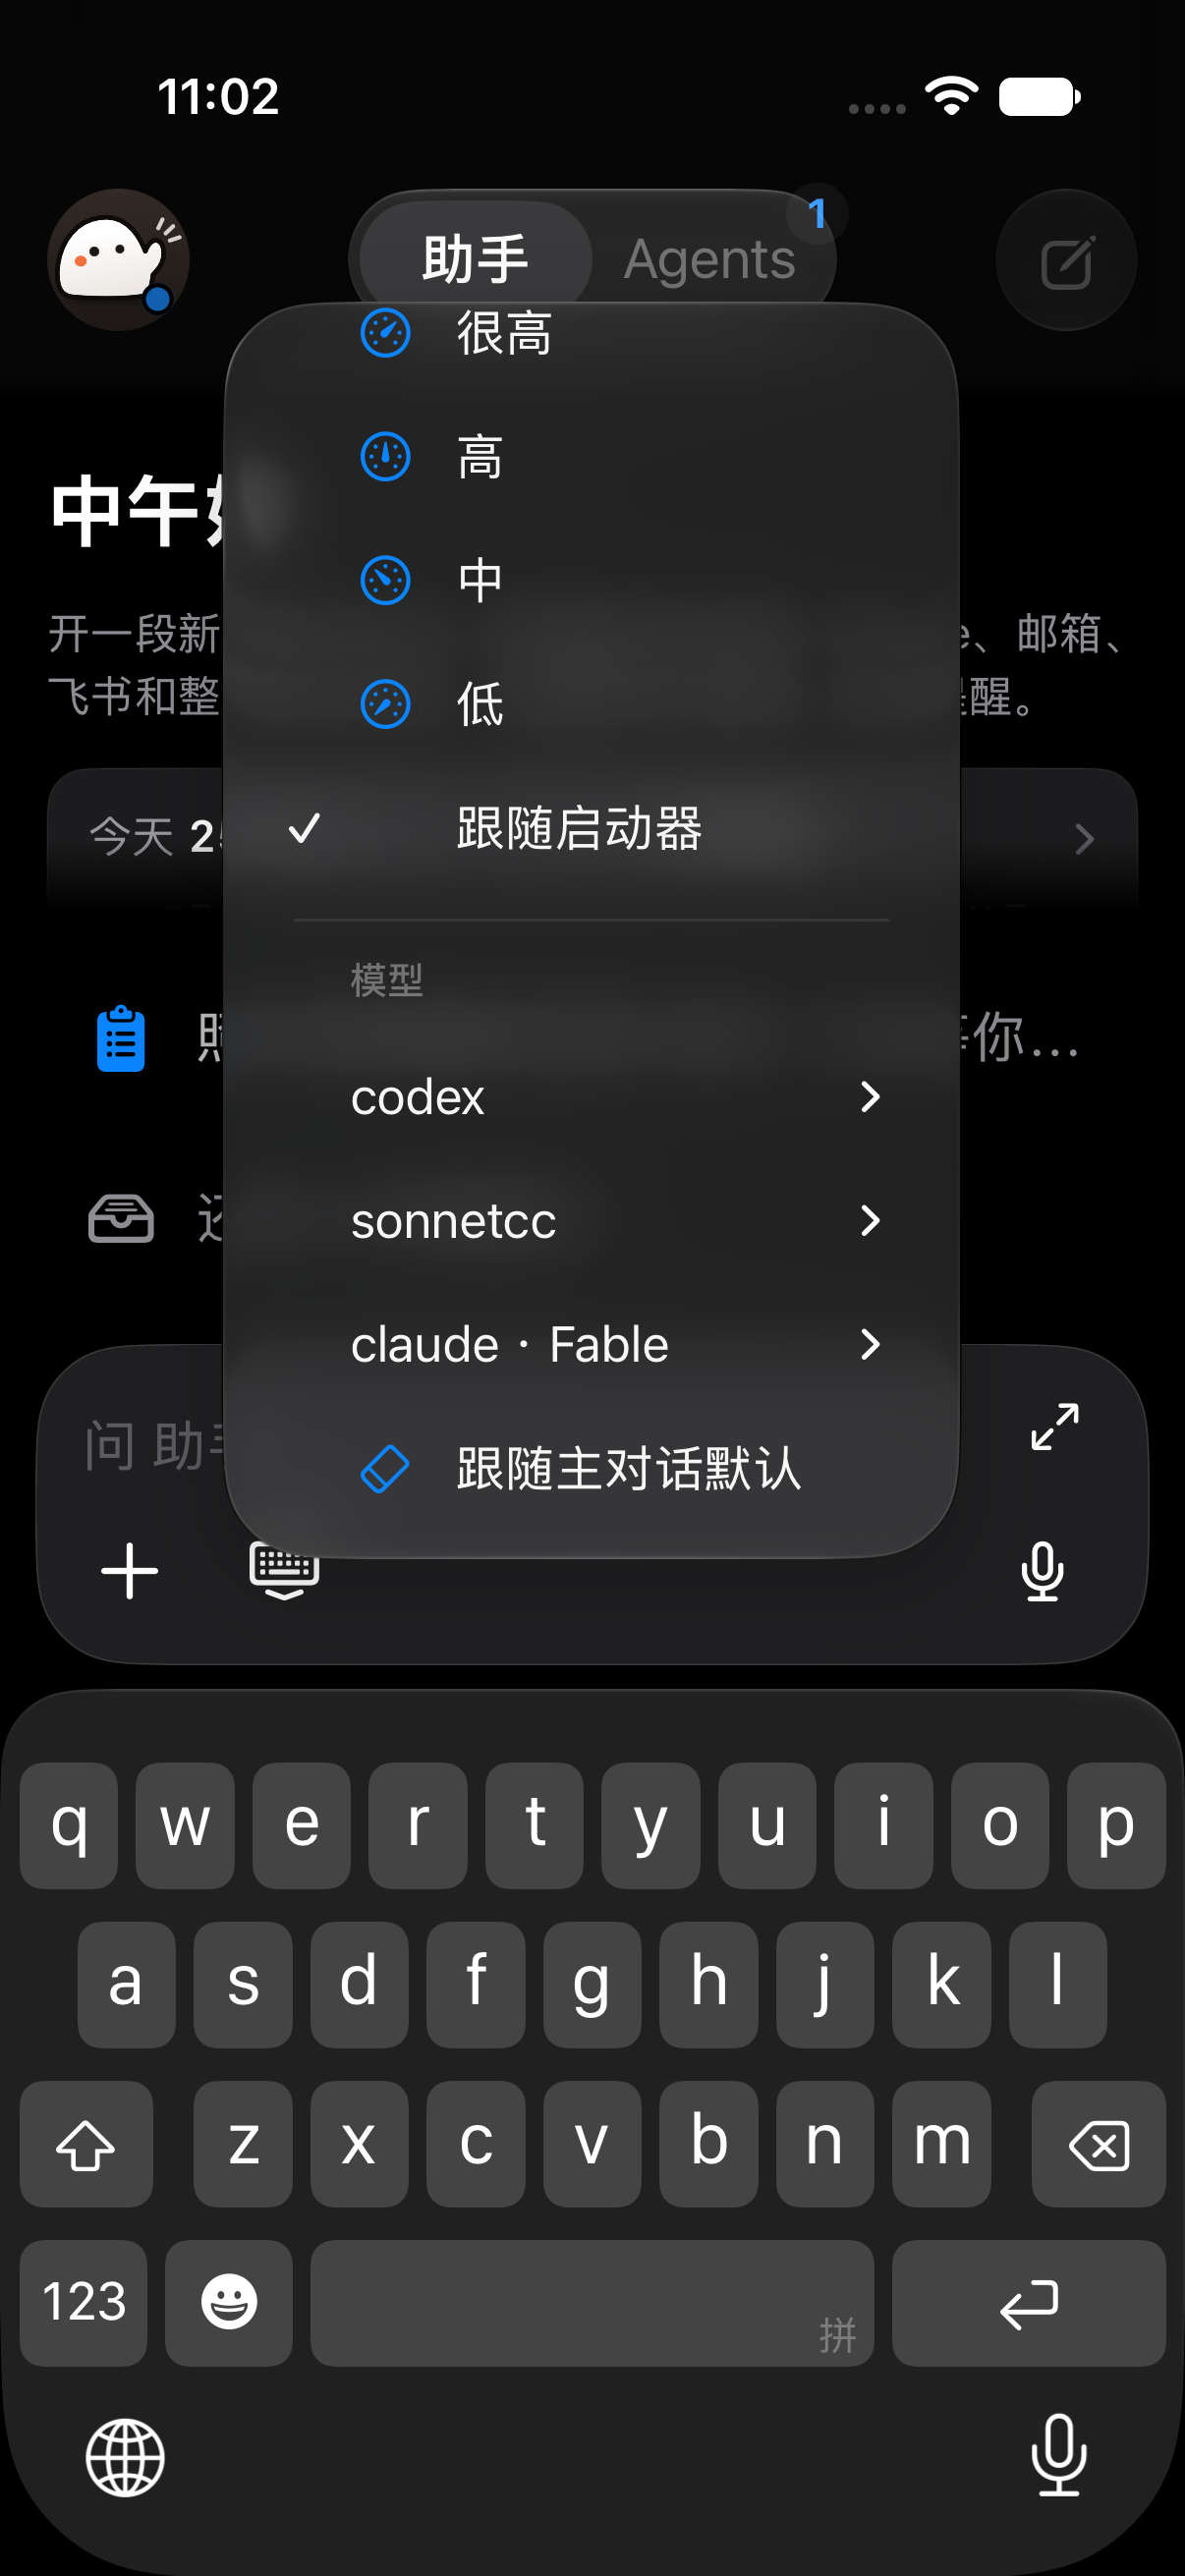 11:02
助手
Agents
1
很高
高
中午
中
开一段新
、邮箱、
低
飞书和整
醒。
跟随启动器
今天 2
模型
你...
codex
sonnetcc
claude · Fable
问 助
跟随主对话默认
q w e r t y u i o p
a s d f g h j k l
z x c v b n m
123
拼